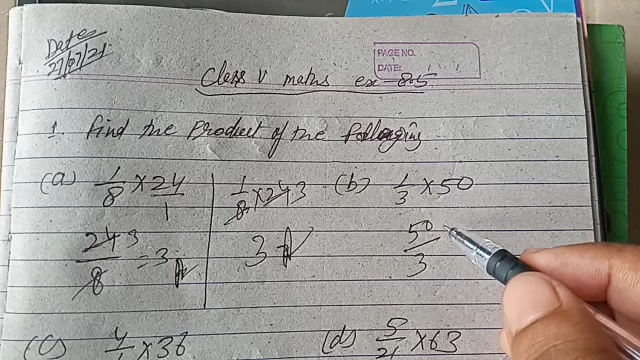 Date
27/07/21
PAGE NO.
DATE:
Class V maths ex-8.5
1. Find the Product of the Following
(a) 1/8 × 24/1 | 1/8 × 24 3 (b) 1/3 × 50
24/8 3 = 3 | 3 50/3
(c) 4/ × 36 (d) 5/21 × 63